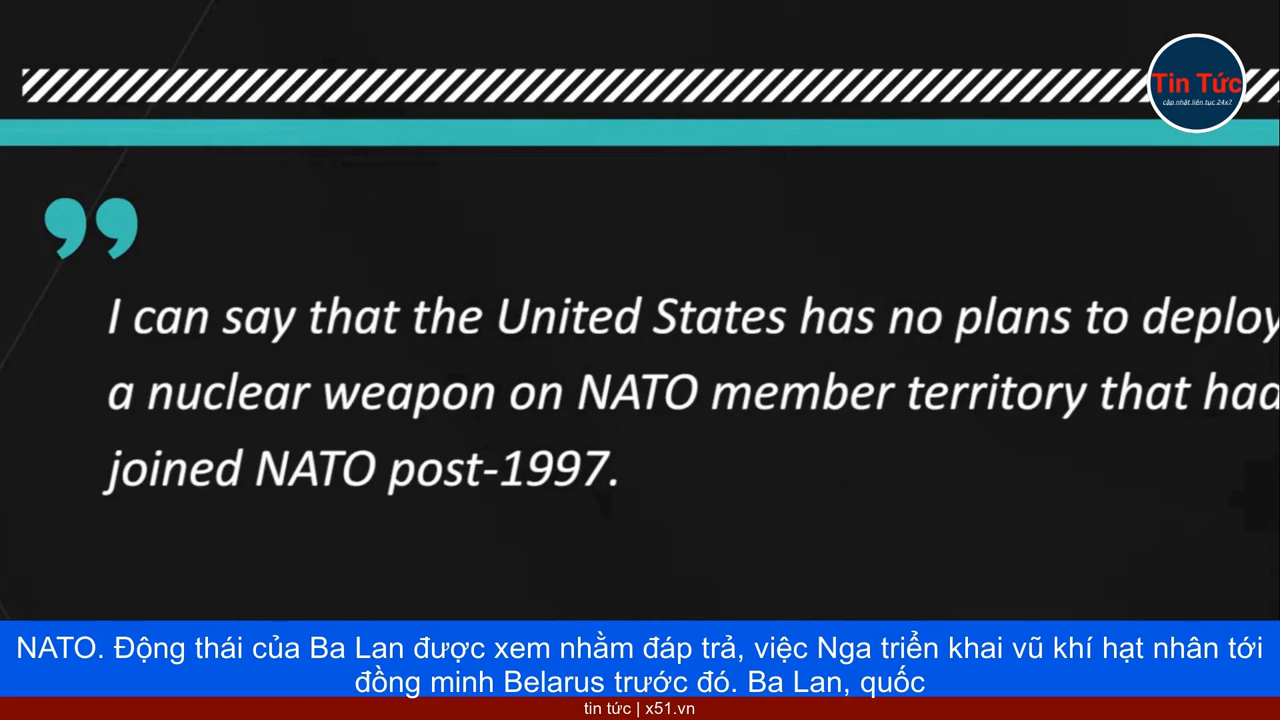 Tin Tức
cập nhật liên tục 24x7
”
I can say that the United States has no plans to deploy
a nuclear weapon on NATO member territory that had
joined NATO post-1997.
NATO. Động thái của Ba Lan được xem nhằm đáp trả, việc Nga triển khai vũ khí hạt nhân tới
đồng minh Belarus trước đó. Ba Lan, quốc
tin tức | x51.vn